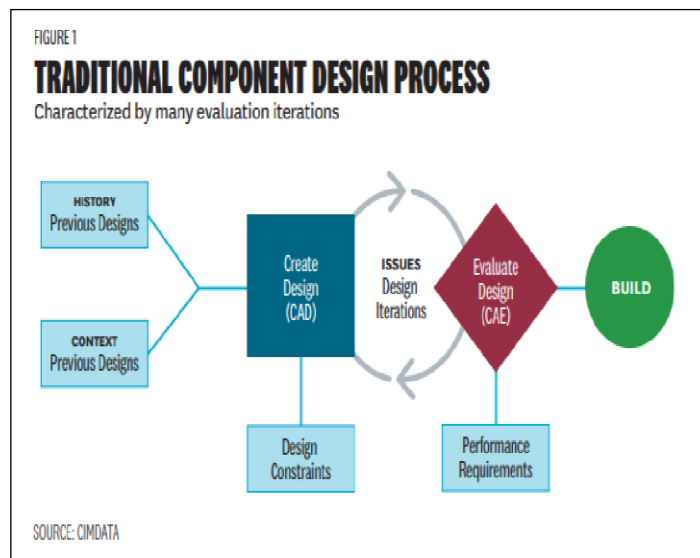 FIGURE 1
TRADITIONAL COMPONENT DESIGN PROCESS
Characterized by many evaluation iterations
HISTORY
Previous Designs
CONTEXT
Previous Designs
Create
Design
(CAD)
ISSUES
Design
Iterations
Evaluate
Design
(CAE)
BUILD
Design
Constraints
Performance
Requirements
SOURCE: CIMDATA